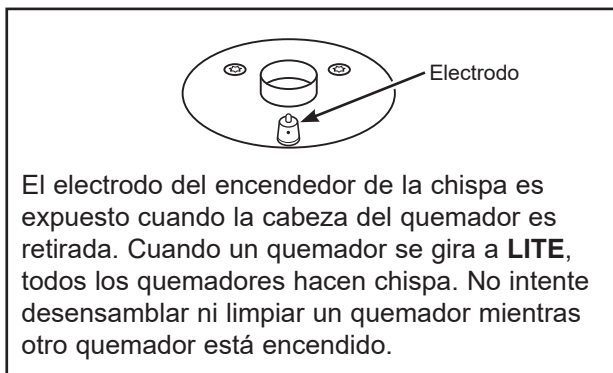 Electrodo
El electrodo del encendedor de la chispa es
expuesto cuando la cabeza del quemador es
retirada. Cuando un quemador se gira a LITE,
todos los quemadores hacen chispa. No intente
desensamblar ni limpiar un quemador mientras
otro quemador está encendido.